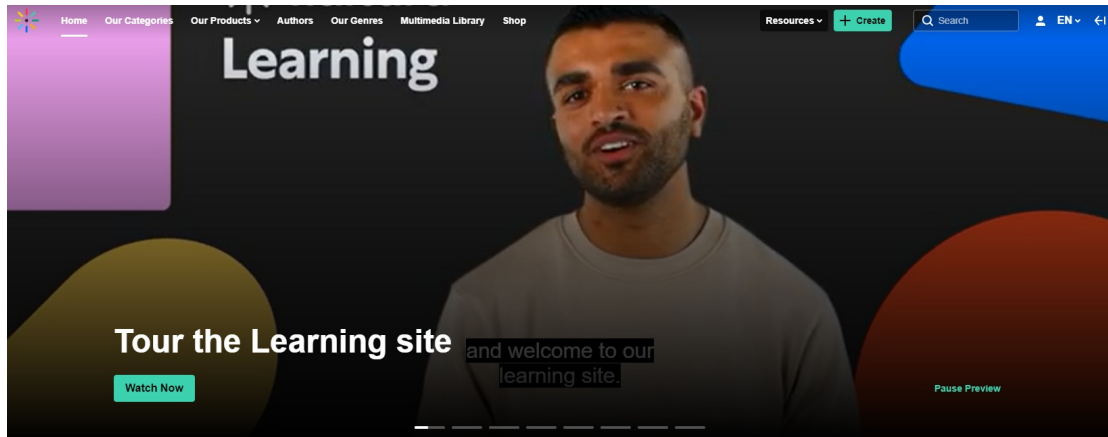 Home Our Categories Our Products Authors Our Genres Multimedia Library Shop Resources + Create Search EN
Learning
Tour the Learning site
and welcome to our
learning site.
Watch Now
Pause Preview